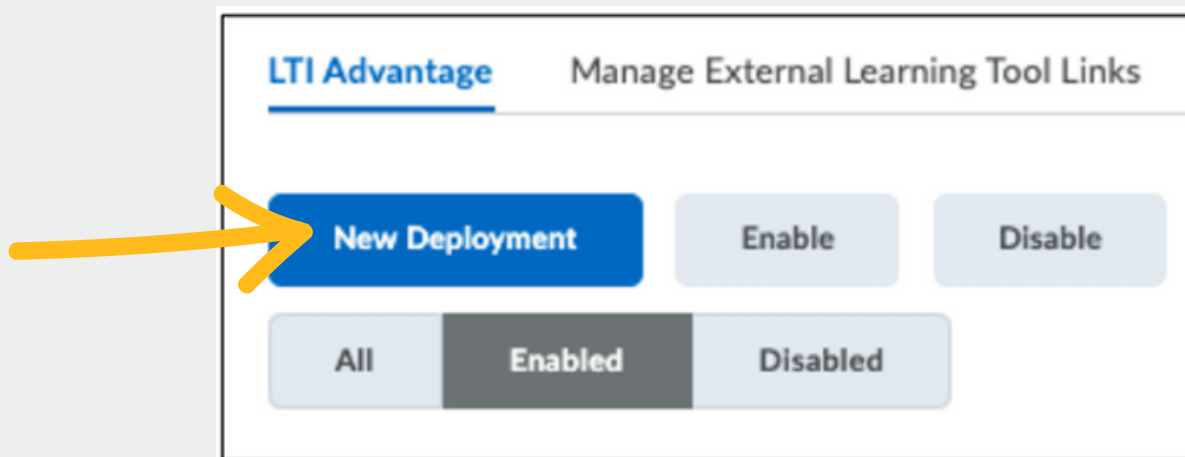 LTI Advantage Manage External Learning Tool Links
New Deployment Enable Disable
All Enabled Disabled